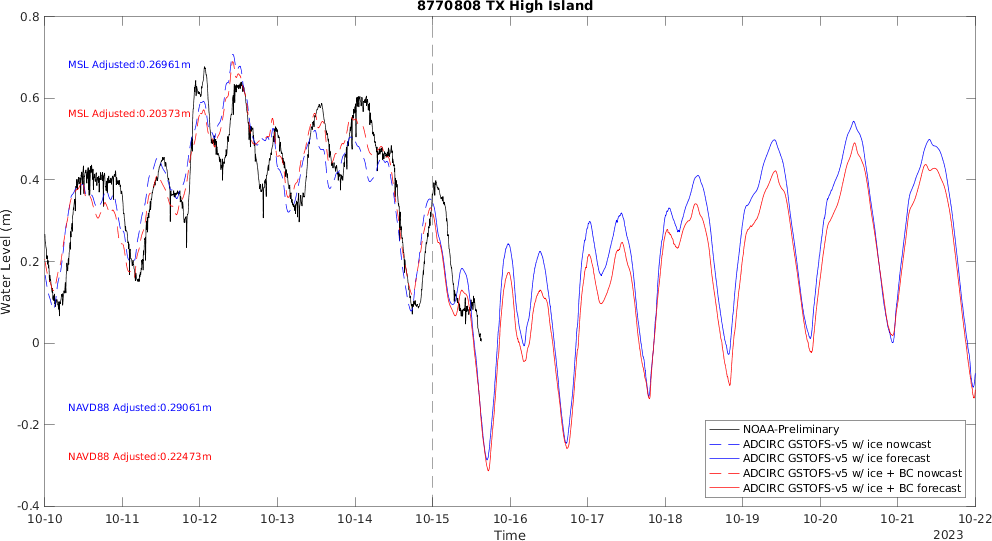 8770808 TX High Island
0.8
0.6
0.4
0.2
0
-0.2
-0.4
Water Level (m)
MSL Adjusted:0.26961m
MSL Adjusted:0.20373m
NAVD88 Adjusted:0.29061m
NAVD88 Adjusted:0.22473m
NOAA-Preliminary
ADCIRC GSTOFS-v5 w/ ice nowcast
ADCIRC GSTOFS-v5 w/ ice forecast
ADCIRC GSTOFS-v5 w/ ice + BC nowcast
ADCIRC GSTOFS-v5 w/ ice + BC forecast
10-10 10-11 10-12 10-13 10-14 10-15 10-16 10-17 10-18 10-19 10-20 10-21 10-22
Time
2023